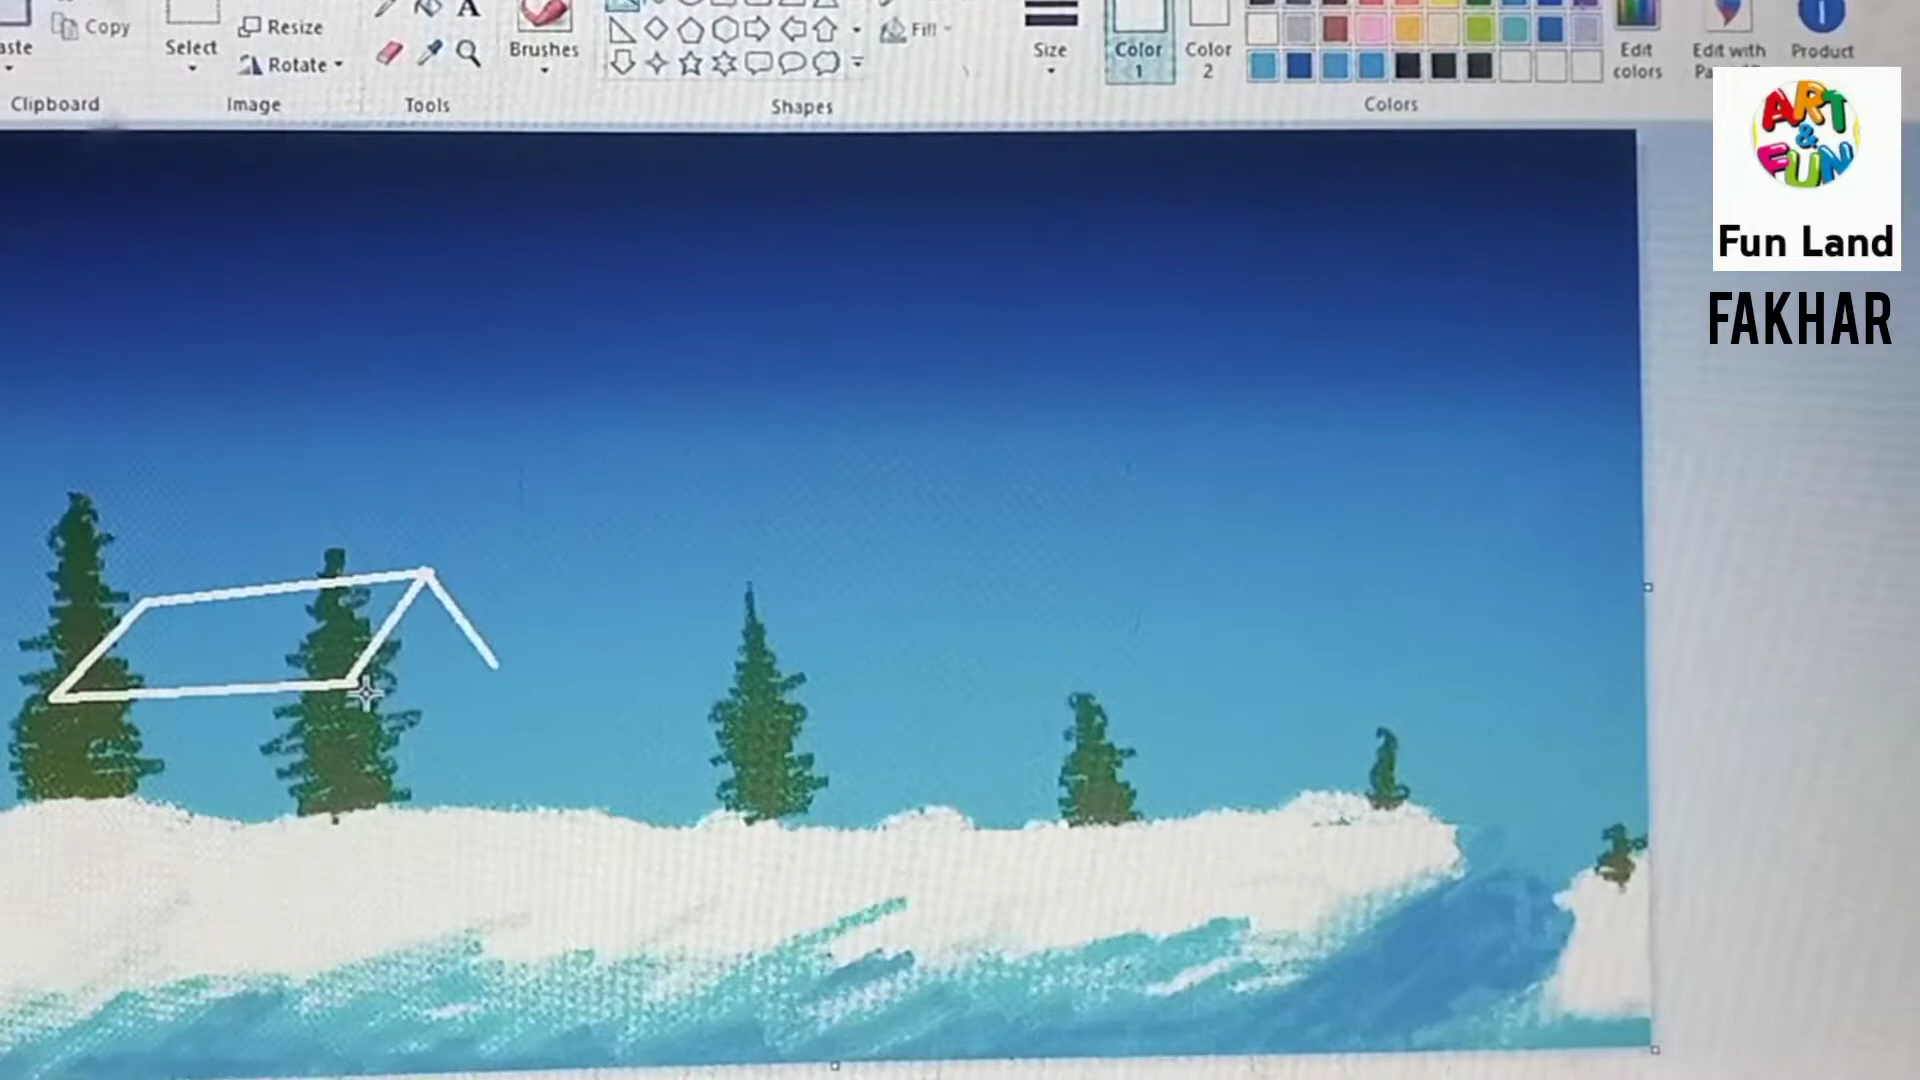 aste
Copy
Clipboard
Select
Resize
Rotate
Image
A
Tools
Brushes
Shapes
Fill
Size
Color
1
Color
2
Colors
Edit
colors
Edit with
Product
ART
&
FUN
Fun Land
FAKHAR